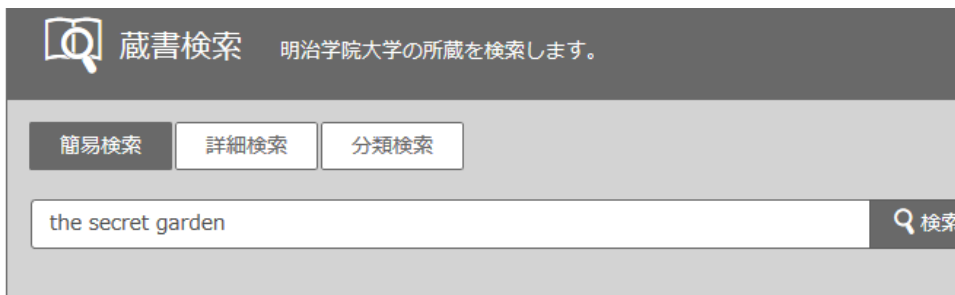 蔵書検索 明治学院大学の所蔵を検索します。
簡易検索 詳細検索 分類検索
the secret garden 検索